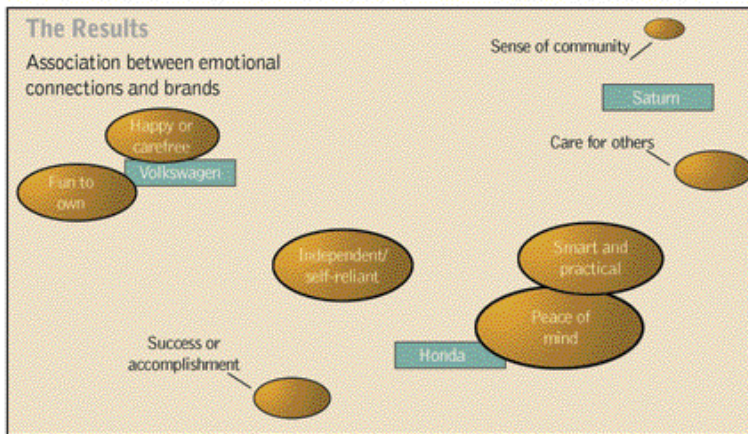 The Results
Association between emotional
connections and brands
Sense of community
Saturn
Happy or
carefree
Volkswagen
Care for others
Fun to
own
Independent/
self-reliant
Smart and
practical
Peace of
mind
Success or
accomplishment
Honda